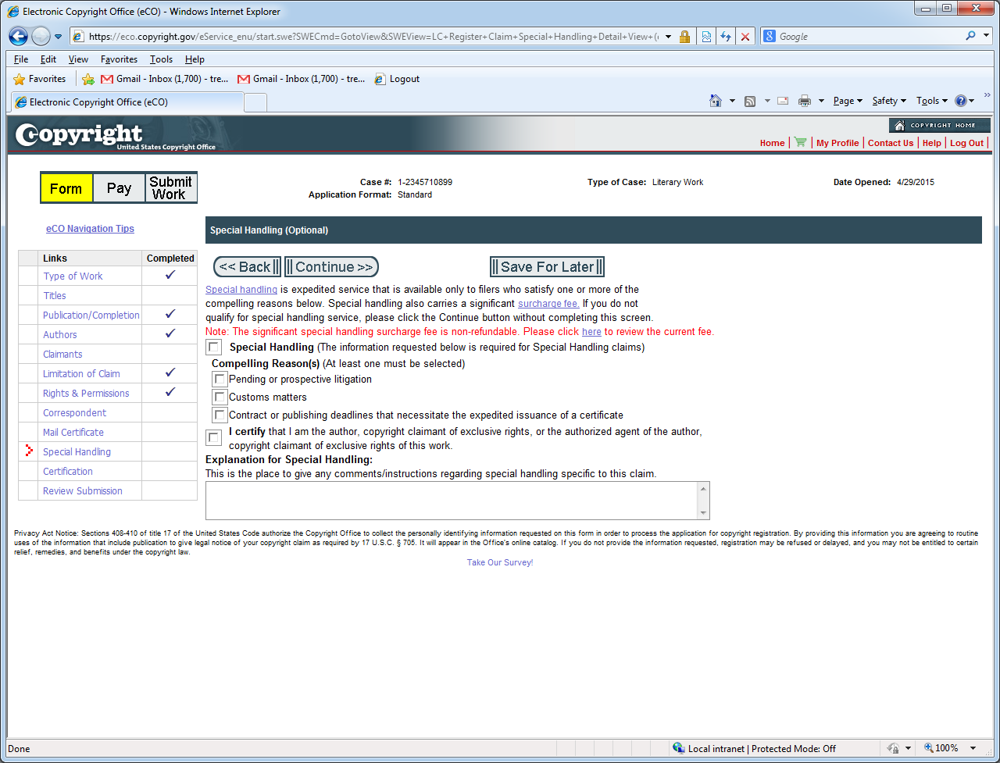 Electronic Copyright Office (eCO) - Windows Internet Explorer
https://eco.copyright.gov/eService_enu/start.swe?SWECmd=GotoView&SWEView=LC+Register+Claim+Special+Handling+Detail+View+(
Google
File Edit View Favorites Tools Help
Favorites Gmail - Inbox (1,700) - tre... Gmail - Inbox (1,700) - tre... Logout
Electronic Copyright Office (eCO)
Page Safety Tools
Copyright
United States Copyright Office
COPYRIGHT HOME
Home My Profile Contact Us Help Log Out
Form Pay Submit Work
Case #: 1-2345710899 Type of Case: Literary Work Date Opened: 4/29/2015
Application Format: Standard
eCO Navigation Tips
Special Handling (Optional)
Links Completed
Type of Work
Titles
Publication/Completion
Authors
Claimants
Limitation of Claim
Rights & Permissions
Correspondent
Mail Certificate
Special Handling
Certification
Review Submission
<< Back Continue >> Save For Later
Special handling is expedited service that is available only to filers who satisfy one or more of the
compelling reasons below. Special handling also carries a significant surcharge fee. If you do not
qualify for special handling service, please click the Continue button without completing this screen.
Note: The significant special handling surcharge fee is non-refundable. Please click here to review the current fee.
Special Handling (The information requested below is required for Special Handling claims)
Compelling Reason(s) (At least one must be selected)
Pending or prospective litigation
Customs matters
Contract or publishing deadlines that necessitate the expedited issuance of a certificate
I certify that I am the author, copyright claimant of exclusive rights, or the authorized agent of the author,
copyright claimant of exclusive rights of this work.
Explanation for Special Handling:
This is the place to give any comments/instructions regarding special handling specific to this claim.
Privacy Act Notice: Sections 408-410 of title 17 of the United States Code authorize the Copyright Office to collect the personally identifying information requested on this form in order to process the application for copyright registration. By providing this information you are agreeing to routine
uses of the information that include publication to give legal notice of your copyright claim as required by 17 U.S.C. § 705. It will appear in the Office's online catalog. If you do not provide the information requested, registration may be refused or delayed, and you may not be entitled to certain
relief, remedies, and benefits under the copyright law.
Take Our Survey!
Done Local intranet | Protected Mode: Off 100%